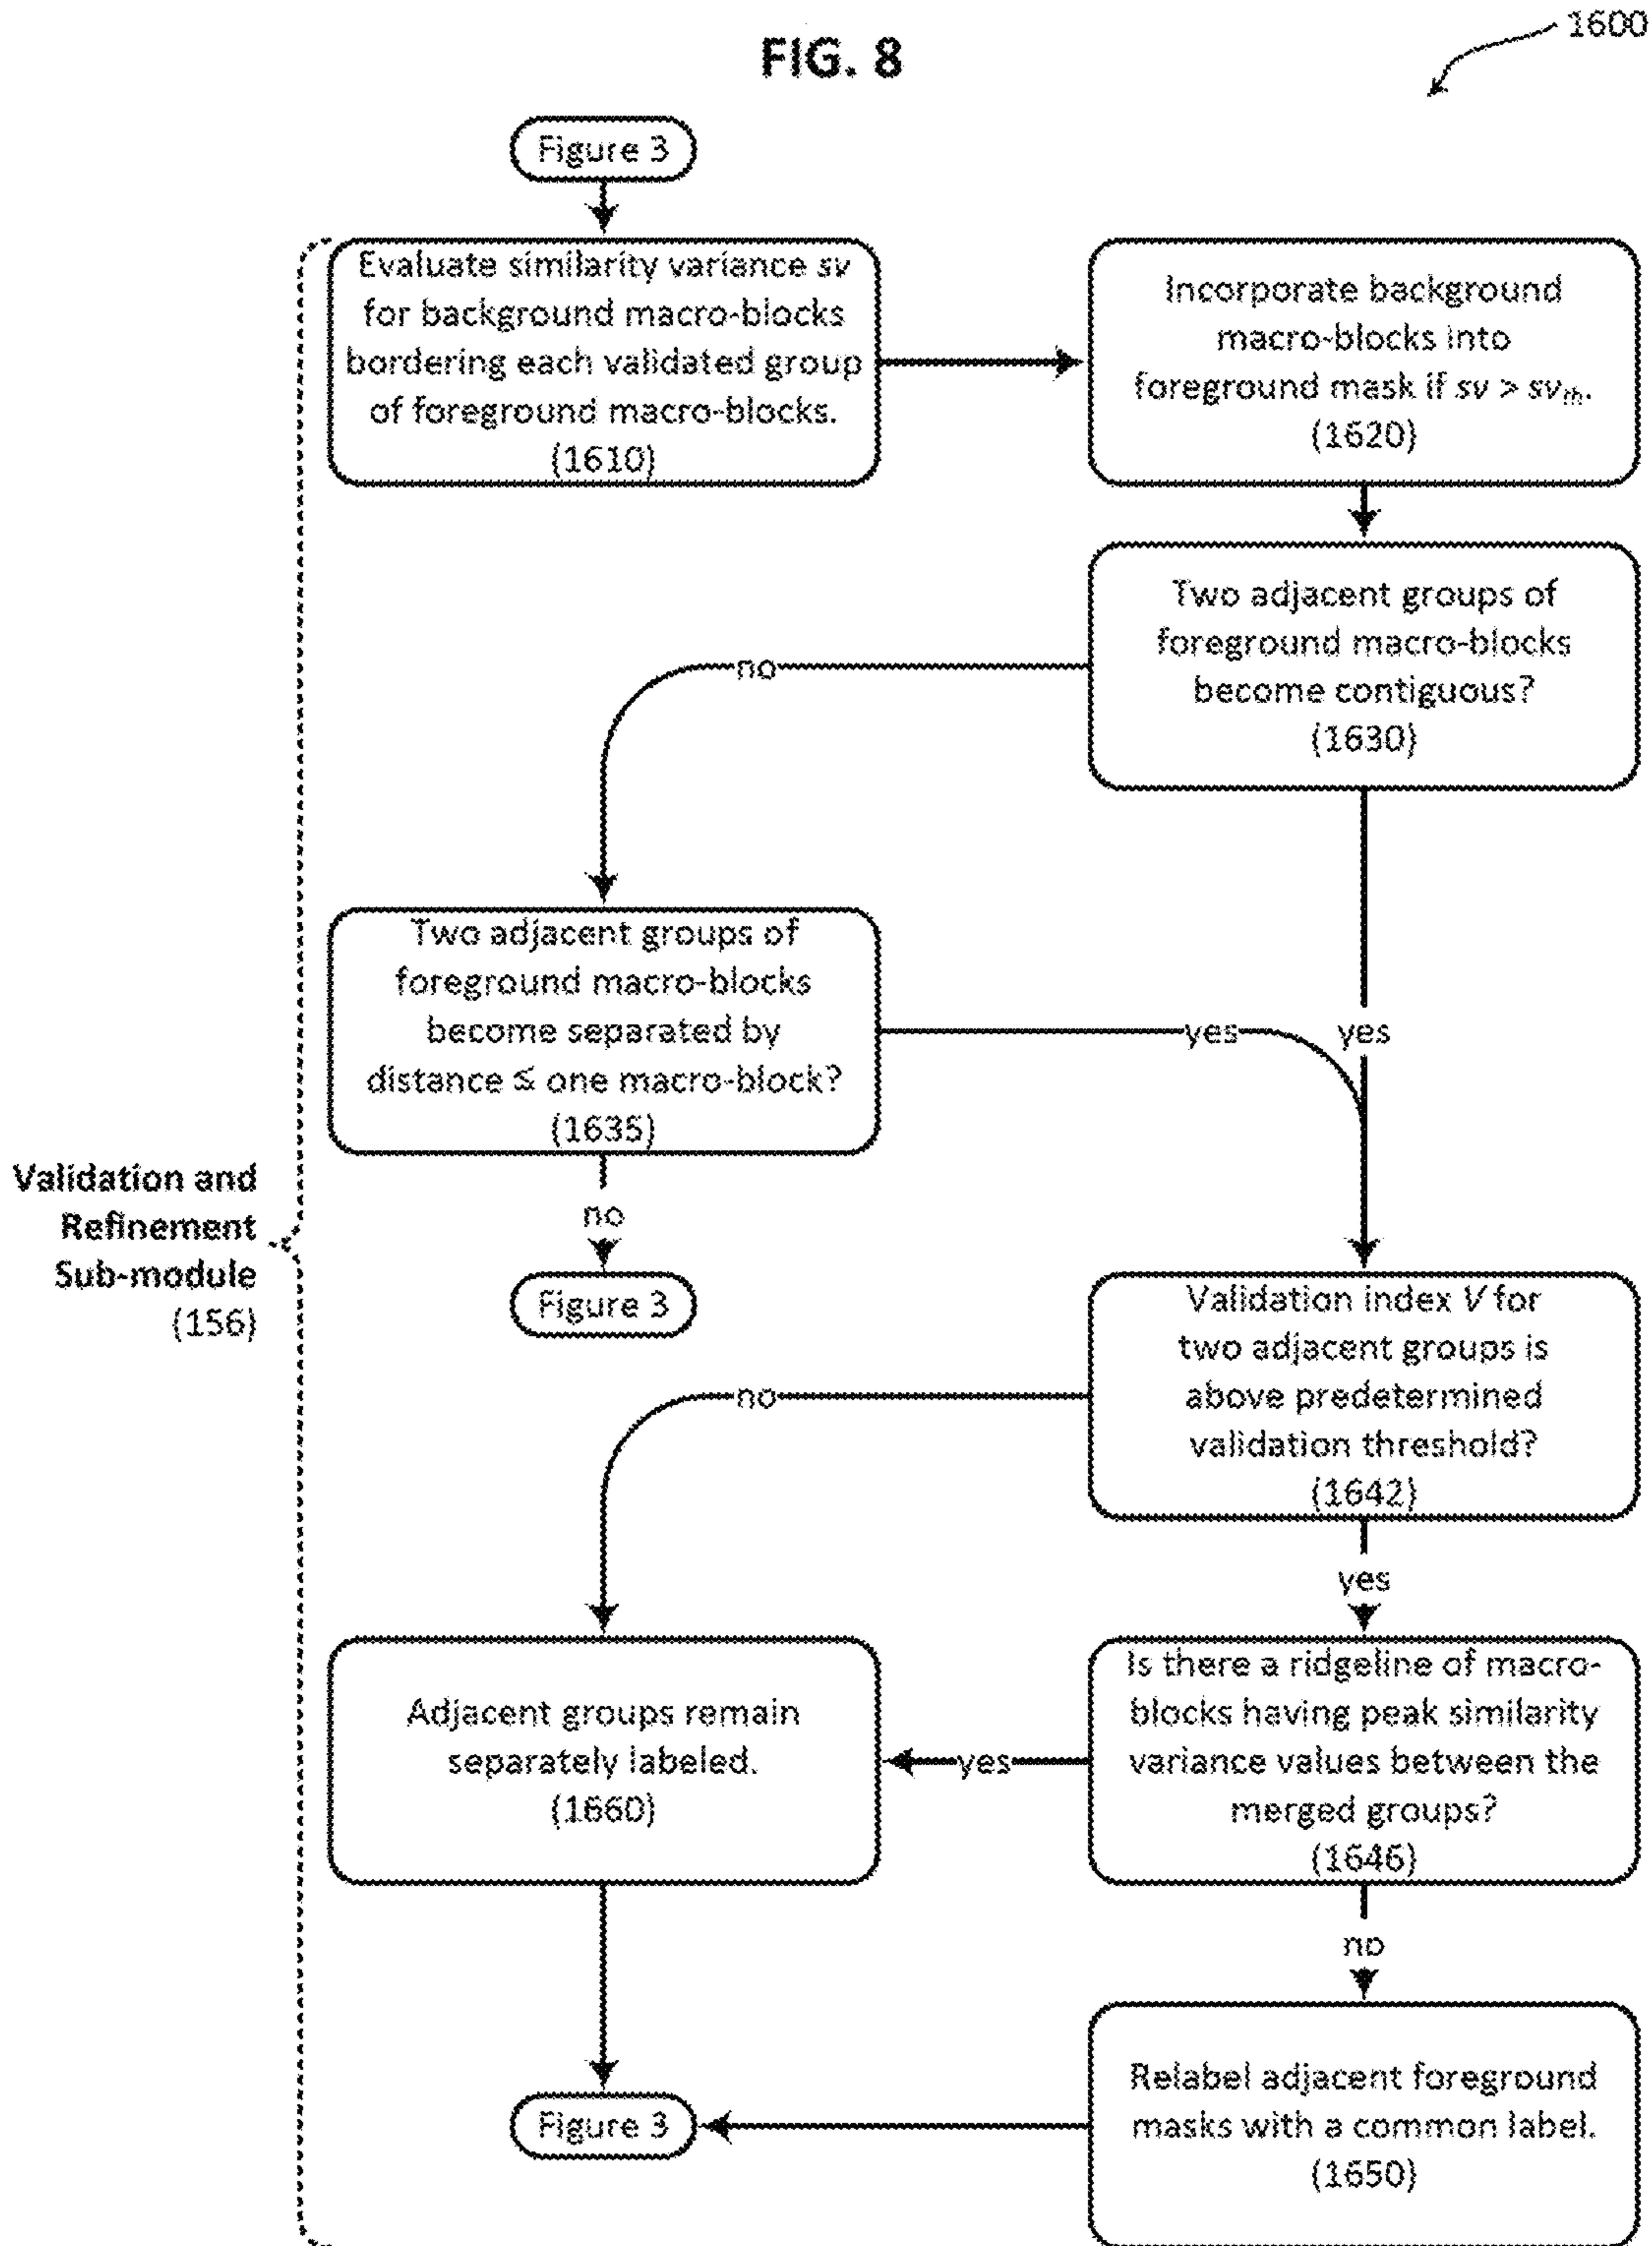 1600
FIG. 8
Figure 3
Evaluate similarity variance sv
for background macro-blocks
bordering each validated group
of foreground macro-blocks.
(1610)
Incorporate background
macro-blocks into
foreground mask if sv > svth.
(1620)
Two adjacent groups of
foreground macro-blocks
become contiguous?
(1630)
no
Two adjacent groups of
foreground macro-blocks
become separated by
distance ≤ one macro-block?
(1635)
yes
yes
no
Figure 3
Validation and
Refinement
Sub-module
(156)
Validation index V for
two adjacent groups is
above predetermined
validation threshold?
(1642)
no
yes
Adjacent groups remain
separately labeled.
(1660)
yes
Is there a ridgeline of macro-
blocks having peak similarity
variance values between the
merged groups?
(1646)
no
Figure 3
Relabel adjacent foreground
masks with a common label.
(1650)